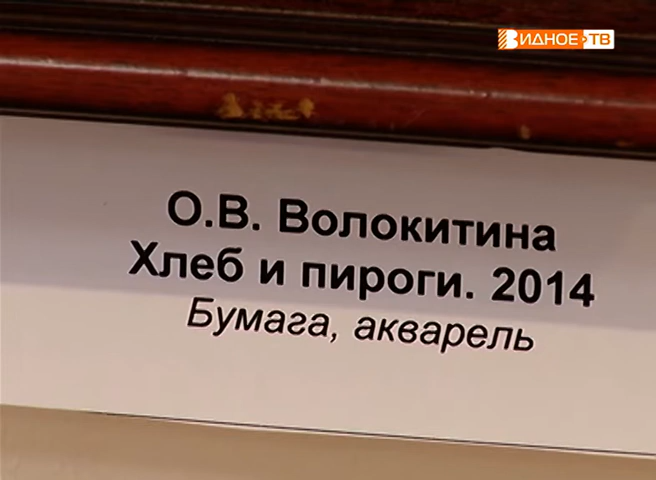 ВИДНОЕ ТВ
О.В. Волокитина
Хлеб и пироги. 2014
Бумага, акварель